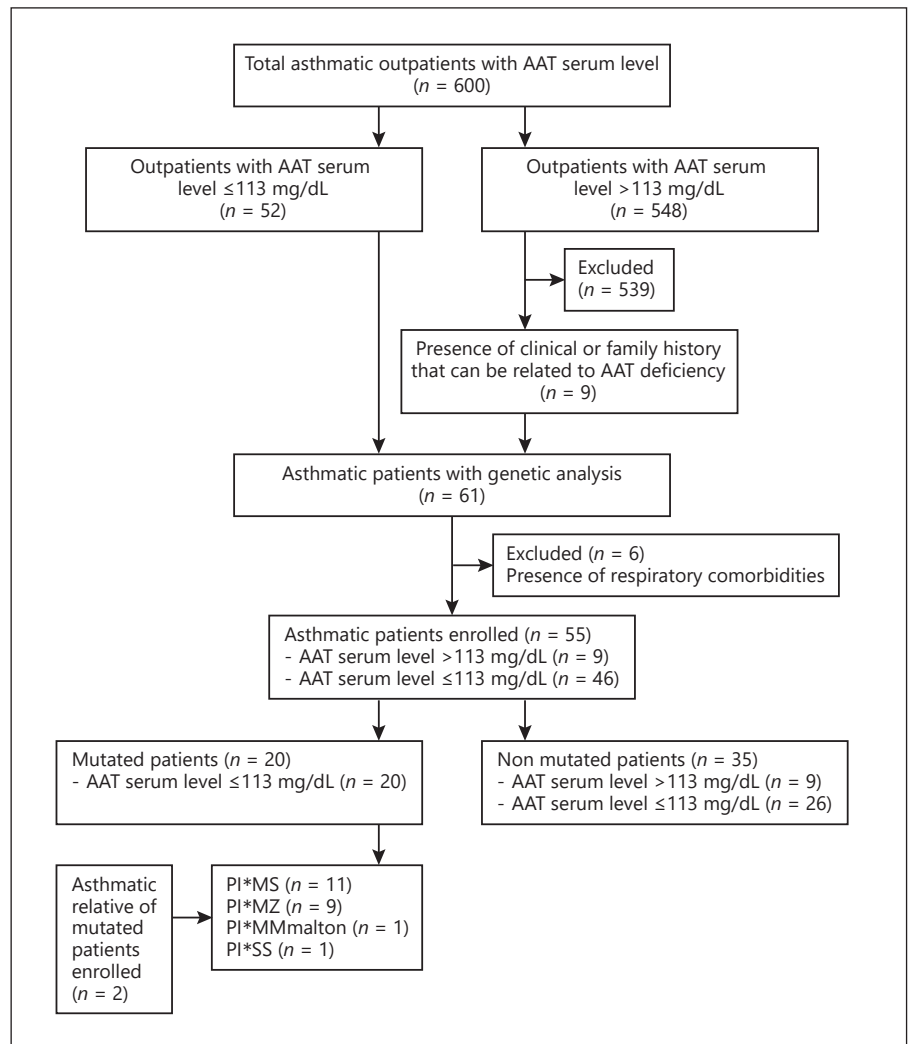 Total asthmatic outpatients with AAT serum level
(n = 600)
Outpatients with AAT serum
level ≤113 mg/dL
(n = 52)
Outpatients with AAT serum
level >113 mg/dL
(n = 548)
Excluded
(n = 539)
Presence of clinical or family history
that can be related to AAT deficiency
(n = 9)
Asthmatic patients with genetic analysis
(n = 61)
Excluded (n = 6)
Presence of respiratory comorbidities
Asthmatic patients enrolled (n = 55)
- AAT serum level >113 mg/dL (n = 9)
- AAT serum level ≤113 mg/dL (n = 46)
Mutated patients (n = 20)
- AAT serum level ≤113 mg/dL (n = 20)
Non mutated patients (n = 35)
- AAT serum level >113 mg/dL (n = 9)
- AAT serum level ≤113 mg/dL (n = 26)
Asthmatic
relative of
mutated
patients
enrolled
(n = 2)
PI*MS (n = 11)
PI*MZ (n = 9)
PI*MMmalton (n = 1)
PI*SS (n = 1)